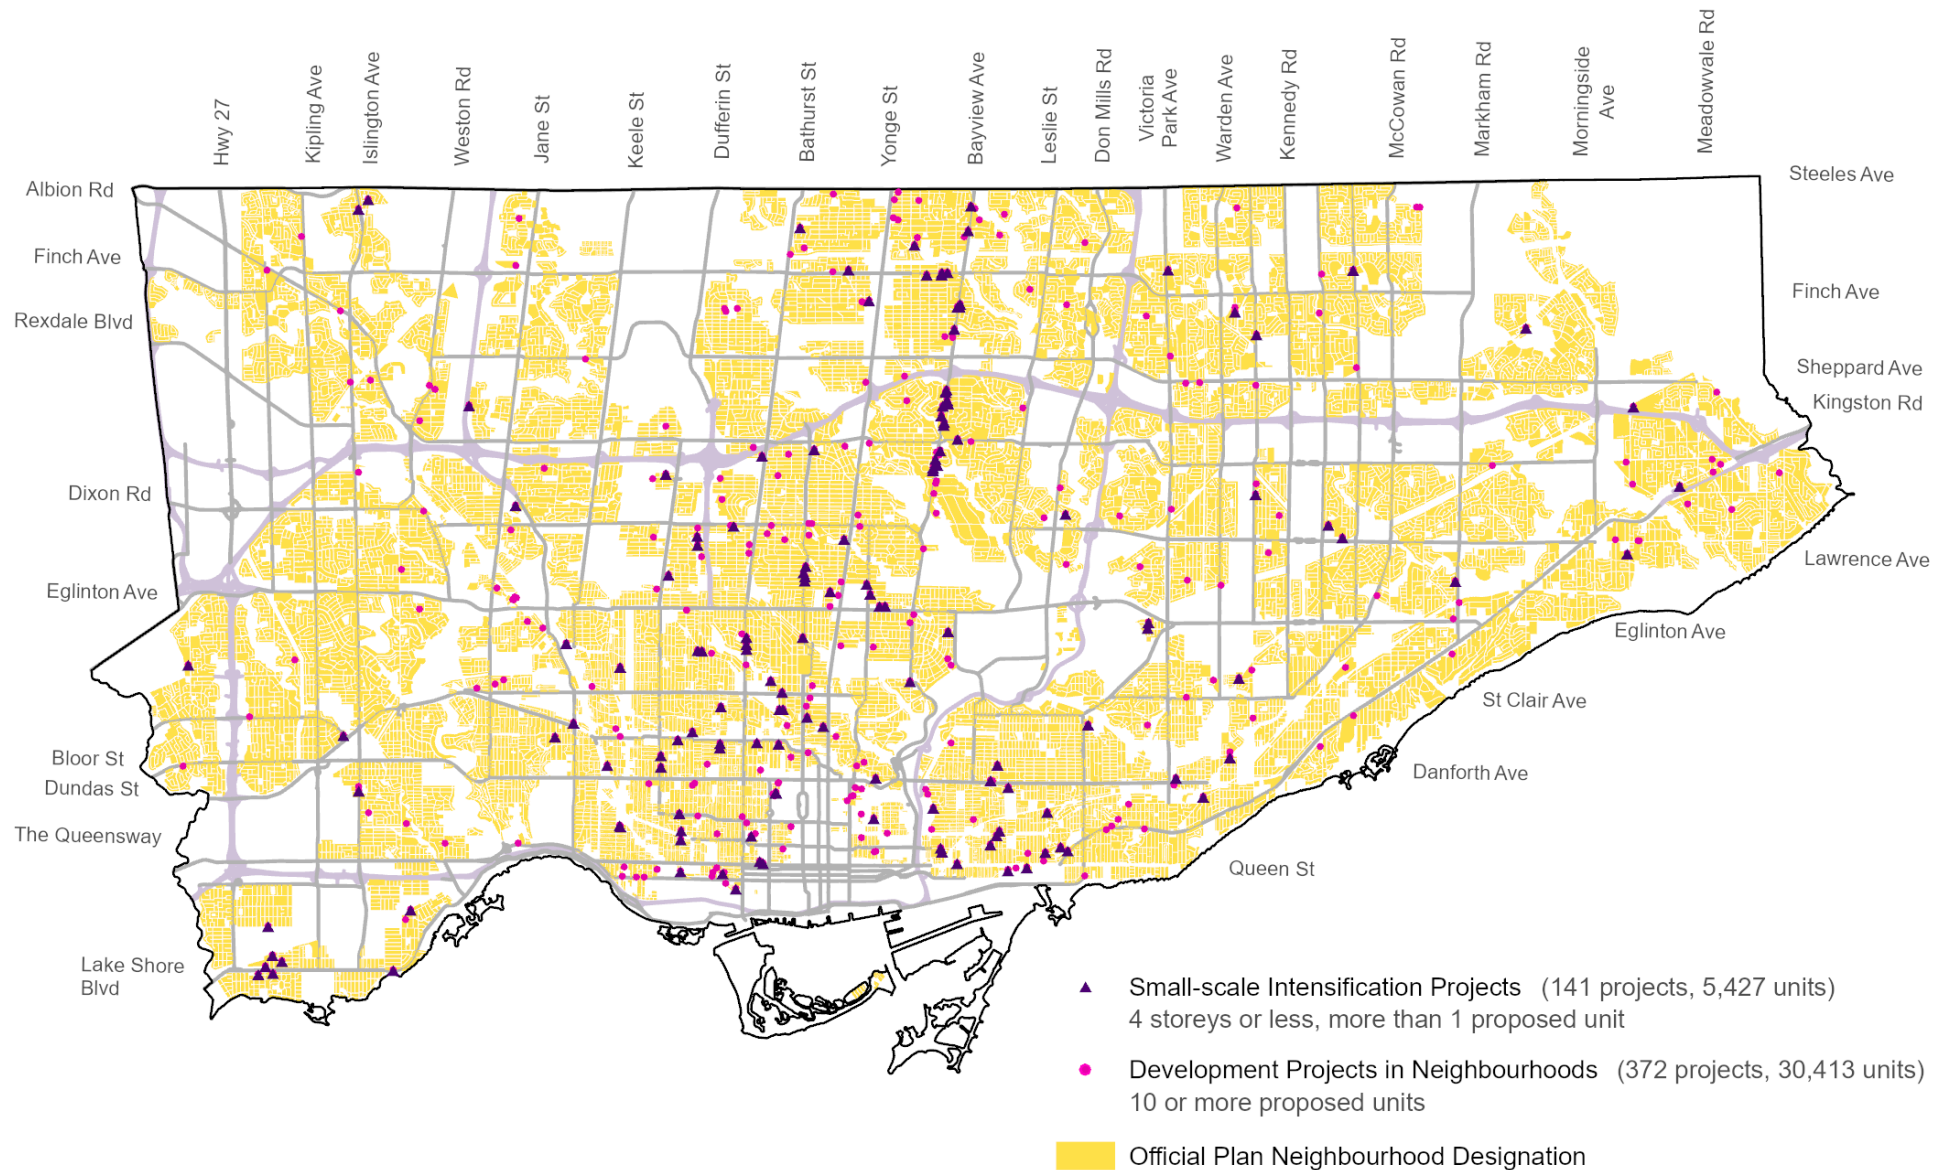 Hwy 27
Kipling Ave
Islington Ave
Weston Rd
Jane St
Keele St
Dufferin St
Bathurst St
Yonge St
Bayview Ave
Leslie St
Don Mills Rd
Victoria
Park Ave
Warden Ave
Kennedy Rd
McCowan Rd
Markham Rd
Morningside
Ave
Meadowvale Rd
Albion Rd
Finch Ave
Rexdale Blvd
Dixon Rd
Eglinton Ave
Bloor St
Dundas St
The Queensway
Lake Shore
Blvd
Steeles Ave
Finch Ave
Sheppard Ave
Kingston Rd
Lawrence Ave
Eglinton Ave
St Clair Ave
Danforth Ave
Queen St
Small-scale Intensification Projects (141 projects, 5,427 units)
4 storeys or less, more than 1 proposed unit
Development Projects in Neighbourhoods (372 projects, 30,413 units)
10 or more proposed units
Official Plan Neighbourhood Designation